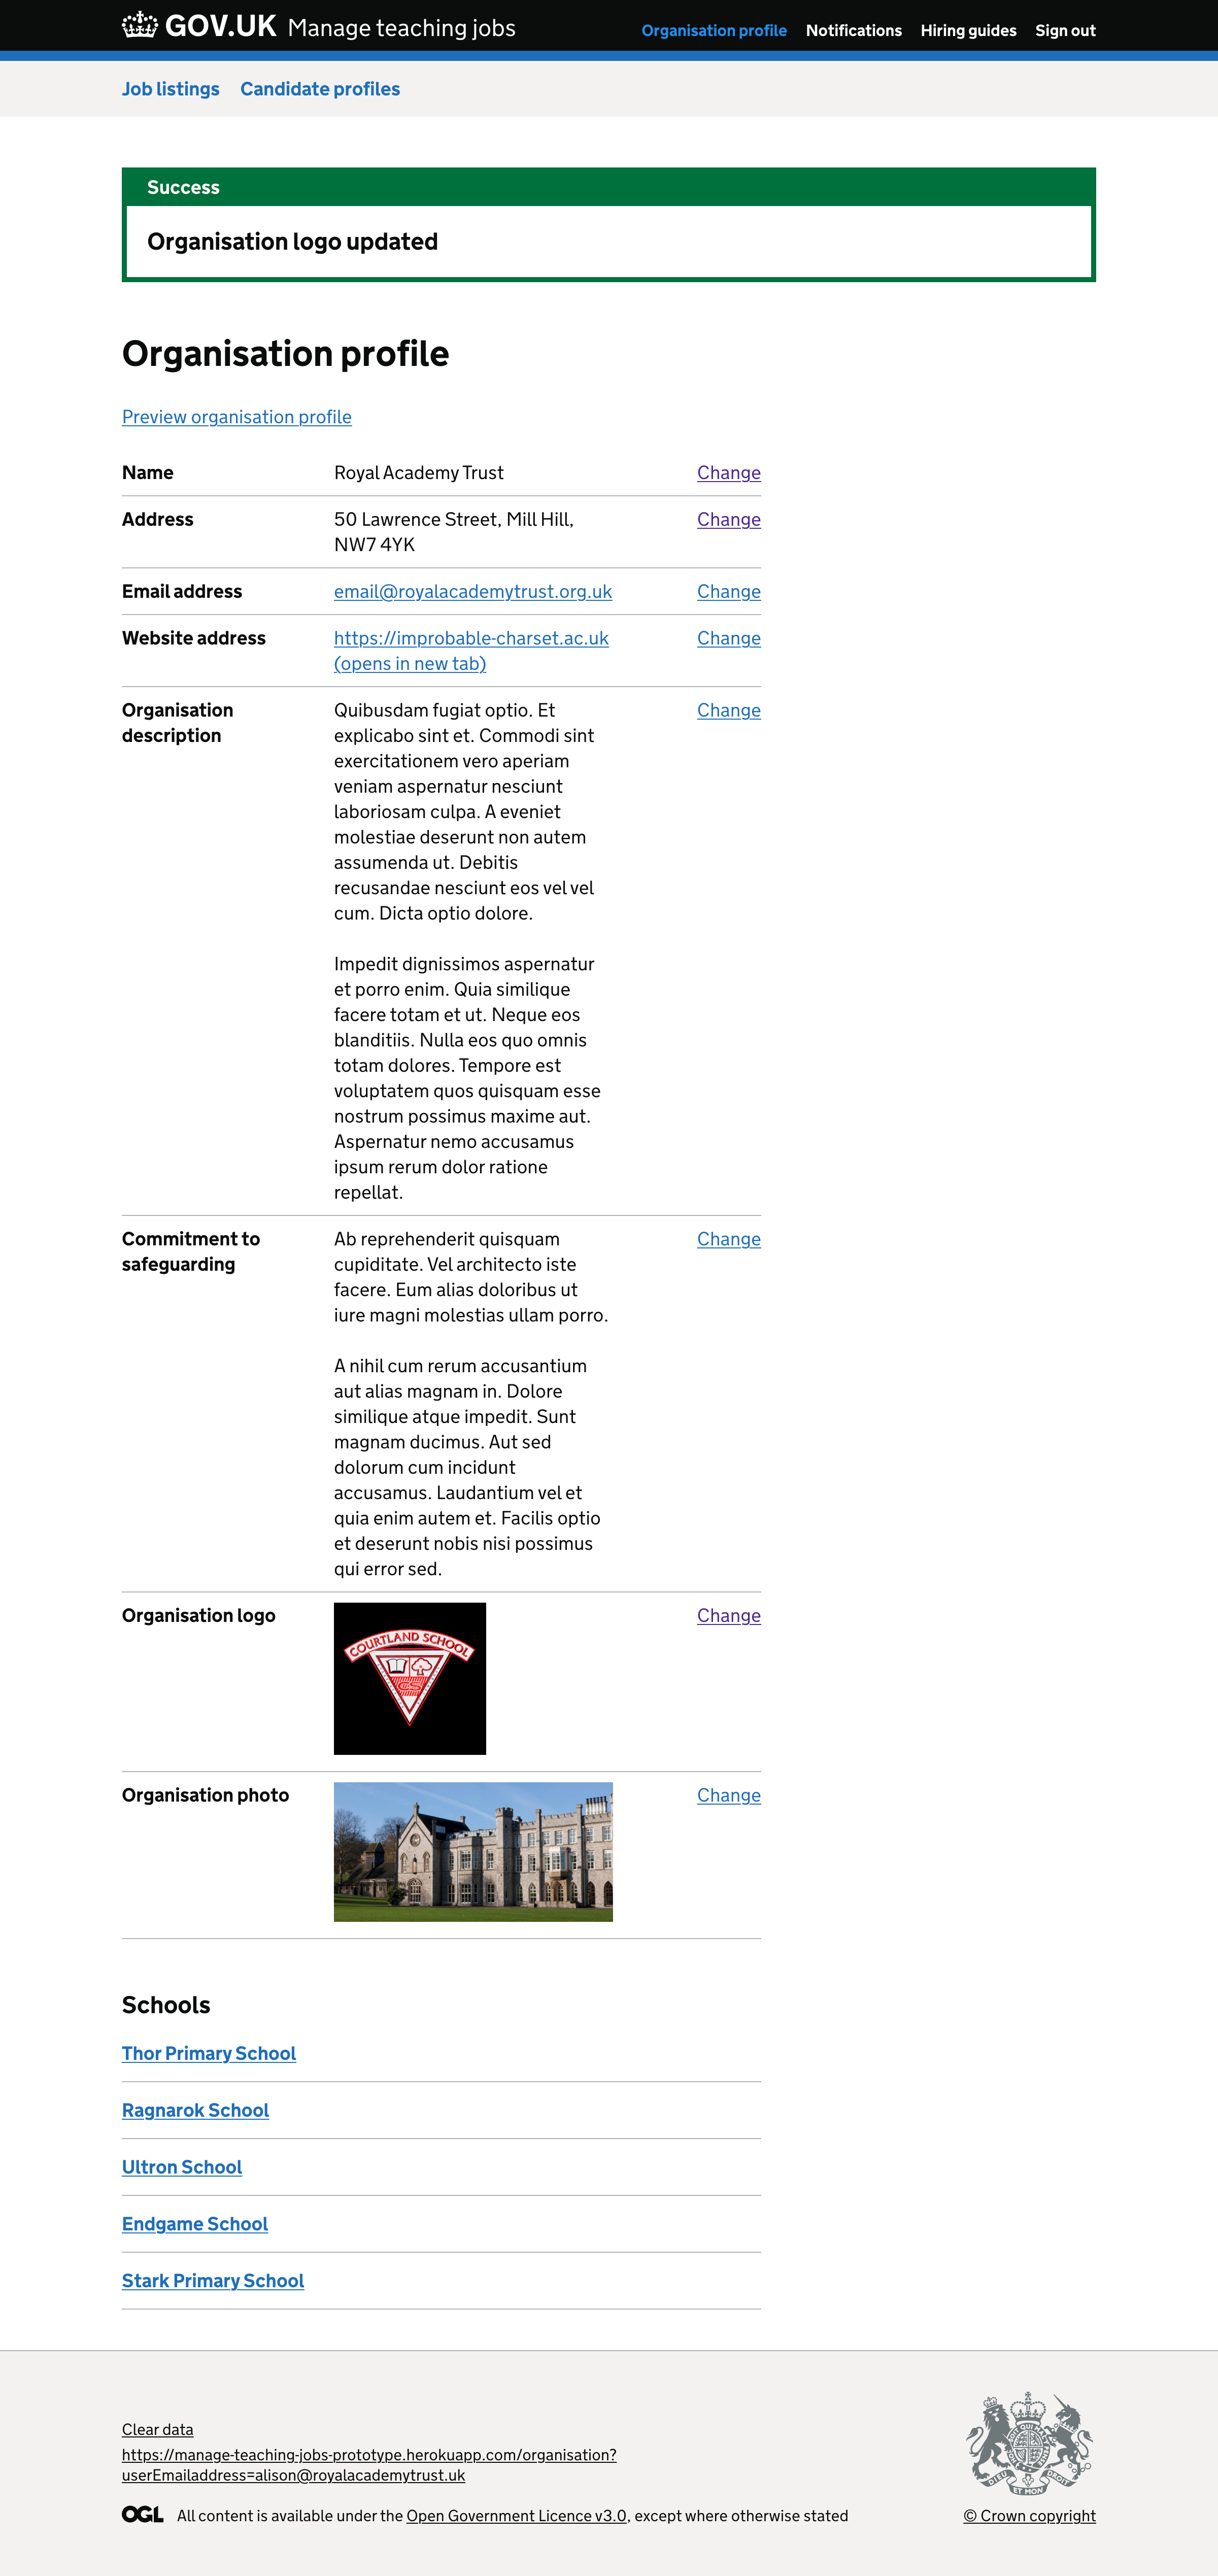 GOV.UK Manage teaching jobs
Organisation profile Notifications Hiring guides Sign out
Job listings Candidate profiles
Success
Organisation logo updated
Organisation profile
Preview organisation profile
Name Royal Academy Trust Change
Address 50 Lawrence Street, Mill Hill, Change
NW7 4YK
Email address email@royalacademytrust.org.uk Change
Website address https://improbable-charset.ac.uk Change
(opens in new tab)
Organisation Quibusdam fugiat optio. Et Change
description explicabo sint et. Commodi sint
exercitationem vero aperiam
veniam aspernatur nesciunt
laboriosam culpa. A eveniet
molestiae deserunt non autem
assumenda ut. Debitis
recusandae nesciunt eos vel vel
cum. Dicta optio dolore.
Impedit dignissimos aspernatur
et porro enim. Quia similique
facere totam et ut. Neque eos
blanditiis. Nulla eos quo omnis
totam dolores. Tempore est
voluptatem quos quisquam esse
nostrum possimus maxime aut.
Aspernatur nemo accusamus
ipsum rerum dolor ratione
repellat.
Commitment to Ab reprehenderit quisquam Change
safeguarding cupiditate. Vel architecto iste
facere. Eum alias doloribus ut
iure magni molestias ullam porro.
A nihil cum rerum accusantium
aut alias magnam in. Dolore
similique atque impedit. Sunt
magnam ducimus. Aut sed
dolorum cum incidunt
accusamus. Laudantium vel et
quia enim autem et. Facilis optio
et deserunt nobis nisi possimus
qui error sed.
Organisation logo Change
COURTLAND SCHOOL
CS
Organisation photo Change
Schools
Thor Primary School
Ragnarok School
Ultron School
Endgame School
Stark Primary School
Clear data
https://manage-teaching-jobs-prototype.herokuapp.com/organisation?
userEmailaddress=alison@royalacademytrust.uk
DIEU ET MON DROIT
OGL All content is available under the Open Government Licence v3.0, except where otherwise stated
© Crown copyright